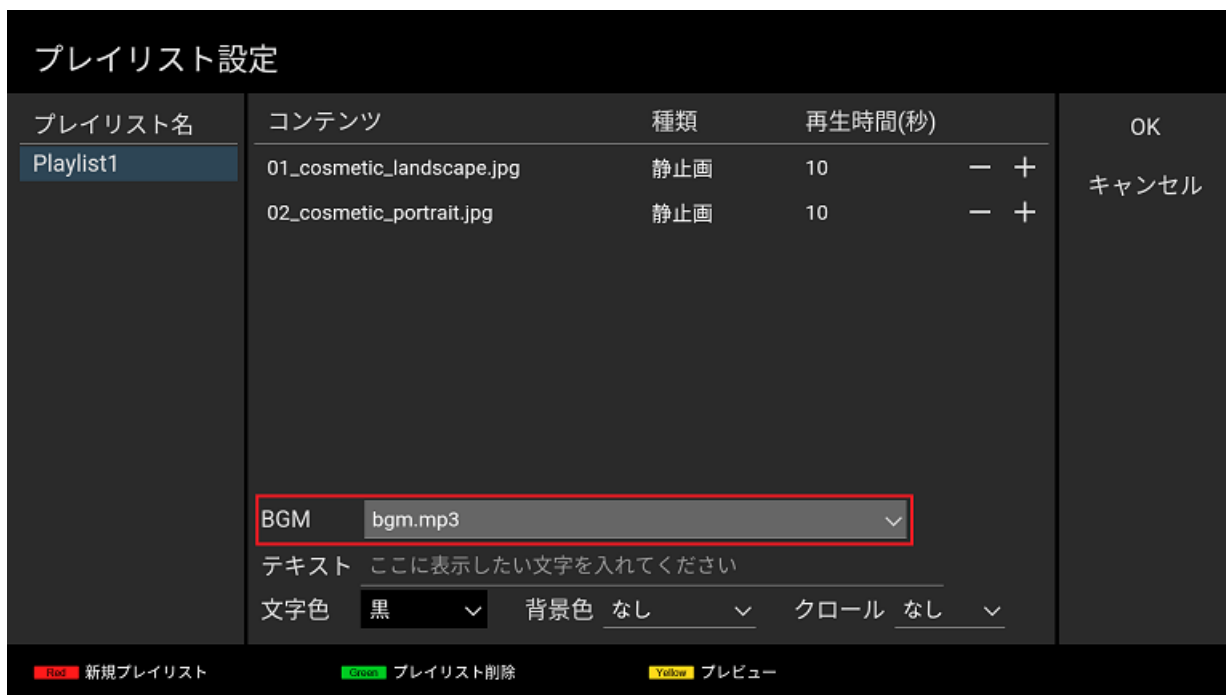 プレイリスト設定
プレイリスト名 コンテンツ 種類 再生時間(秒) OK
Playlist1 01_cosmetic_landscape.jpg 静止画 10 − +
キャンセル
02_cosmetic_portrait.jpg 静止画 10 − +
BGM bgm.mp3
テキスト ここに表示したい文字を入れてください
文字色 黒 背景色 なし クロール なし
Red 新規プレイリスト Green プレイリスト削除 Yellow プレビュー